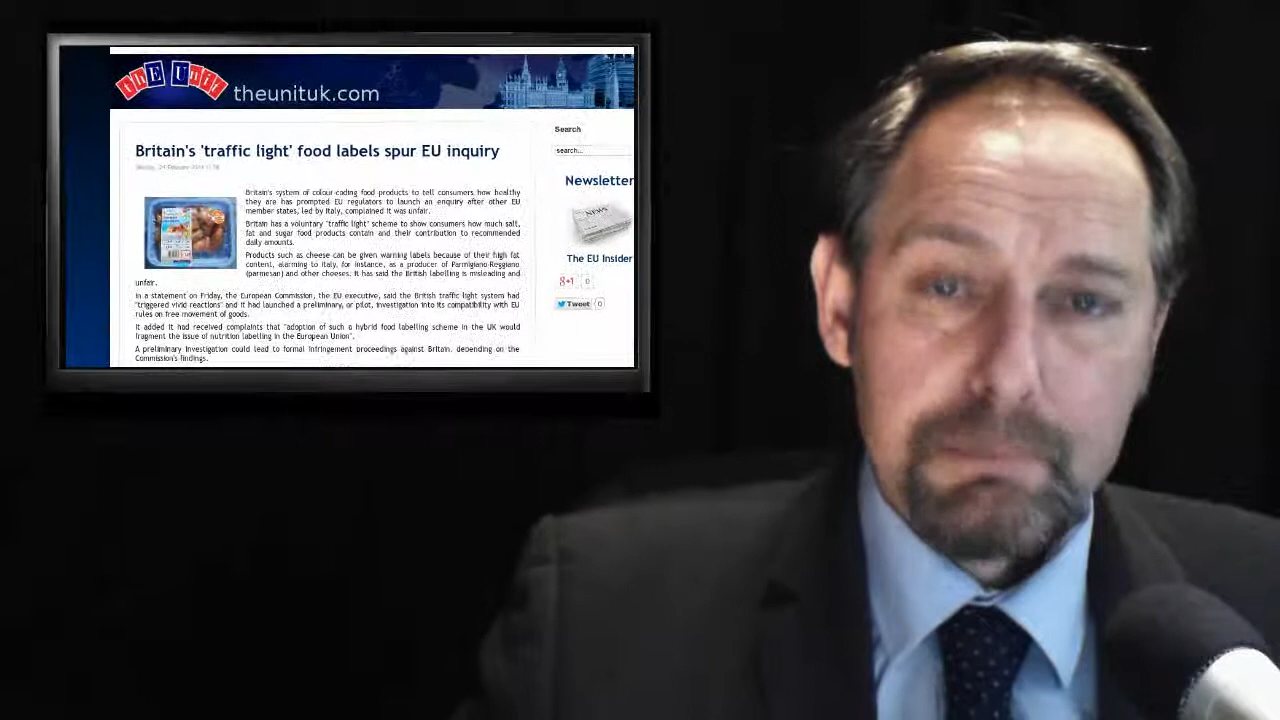 thE Unit
theunituk.com
Search
search...
Britain's 'traffic light' food labels spur EU inquiry
Newsletter
Britain's system of colour-coding food products to tell consumers how healthy
they are has prompted EU regulators to launch an enquiry after other EU
member states, led by Italy, complained it was unfair.
NEWS
Britain has a voluntary 'traffic light' scheme to show consumers how much salt,
fat and sugar food products contain and their contribution to recommended
daily amounts.
Products such as cheese can be given warning labels because of their high fat
content, alarming to Italy, for instance, as a producer of Parmigiano-Reggiano
(parmesan) and other cheeses. It has said the British labelling is misleading and
unfair.
The EU Insider
g+1 0
Tweet 0
In a statement on Friday, the European Commission, the EU executive, said the British traffic light system had
"triggered vivid reactions" and it had launched a preliminary, or pilot, investigation into its compatibility with EU
rules on free movement of goods.
It added it had received complaints that "adoption of such a hybrid food labelling scheme in the UK would
fragment the issue of nutrition labelling in the European Union".
A preliminary investigation could lead to formal infringement proceedings against Britain, depending on the
Commission's findings.